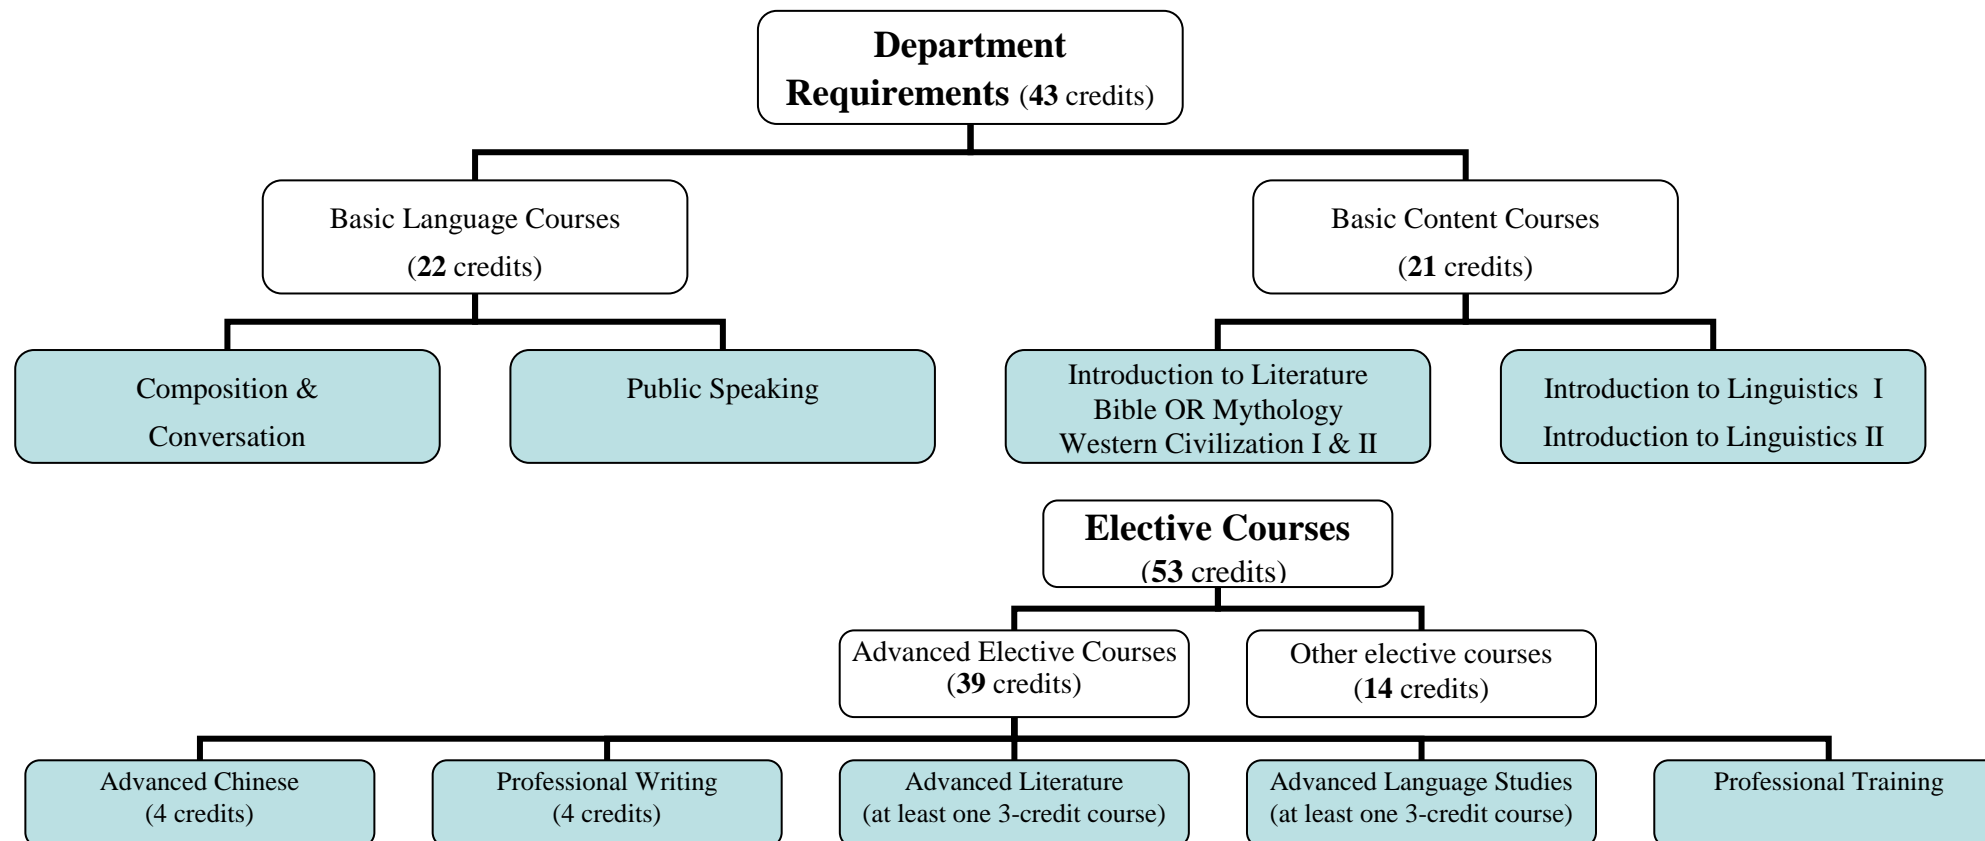 Department
Requirements (43 credits)
Basic Language Courses
(22 credits)
Basic Content Courses
(21 credits)
Composition &
Conversation
Public Speaking
Introduction to Literature
Bible OR Mythology
Western Civilization I & II
Introduction to Linguistics I
Introduction to Linguistics II
Elective Courses
(53 credits)
Advanced Elective Courses
(39 credits)
Other elective courses
(14 credits)
Advanced Chinese
(4 credits)
Professional Writing
(4 credits)
Advanced Literature
(at least one 3-credit course)
Advanced Language Studies
(at least one 3-credit course)
Professional Training